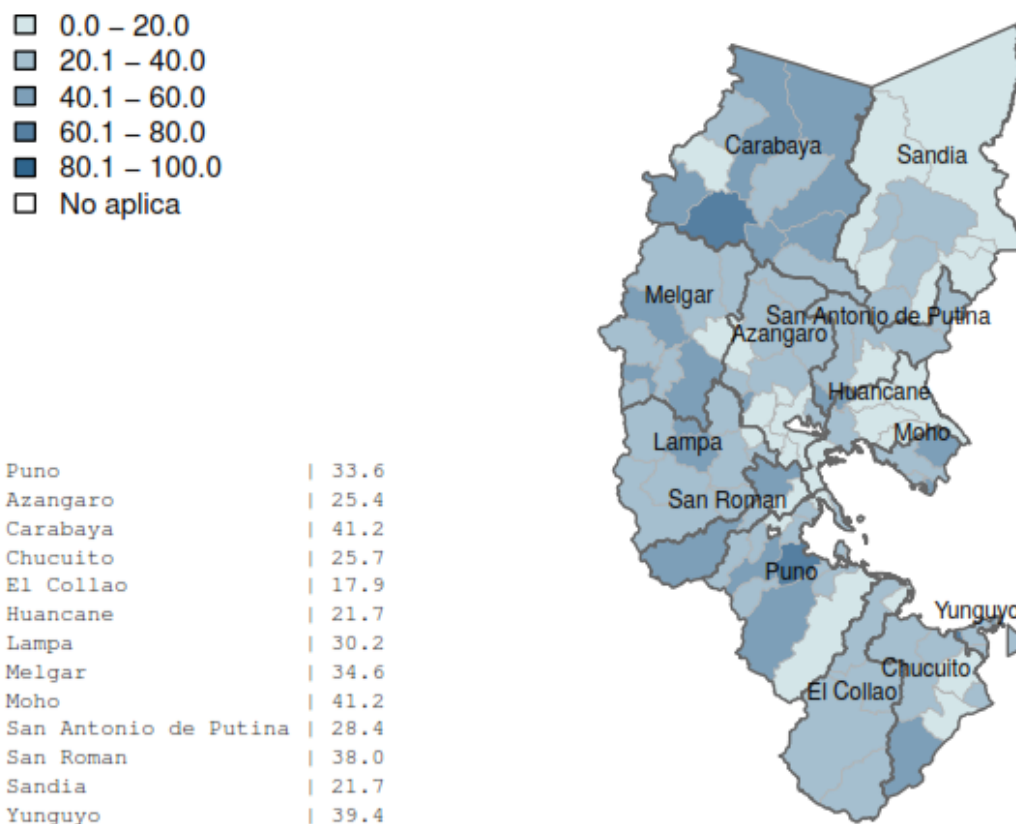 0.0 – 20.0
20.1 – 40.0
40.1 – 60.0
60.1 – 80.0
80.1 – 100.0
No aplica
Carabaya
Sandia
Melgar
San Antonio de Putina
Azangaro
Huancane
Moho
Lampa
San Roman
Puno
Yunguyo
Chucuito
El Collao
Puno | 33.6
Azangaro | 25.4
Carabaya | 41.2
Chucuito | 25.7
El Collao | 17.9
Huancane | 21.7
Lampa | 30.2
Melgar | 34.6
Moho | 41.2
San Antonio de Putina | 28.4
San Roman | 38.0
Sandia | 21.7
Yunguyo | 39.4